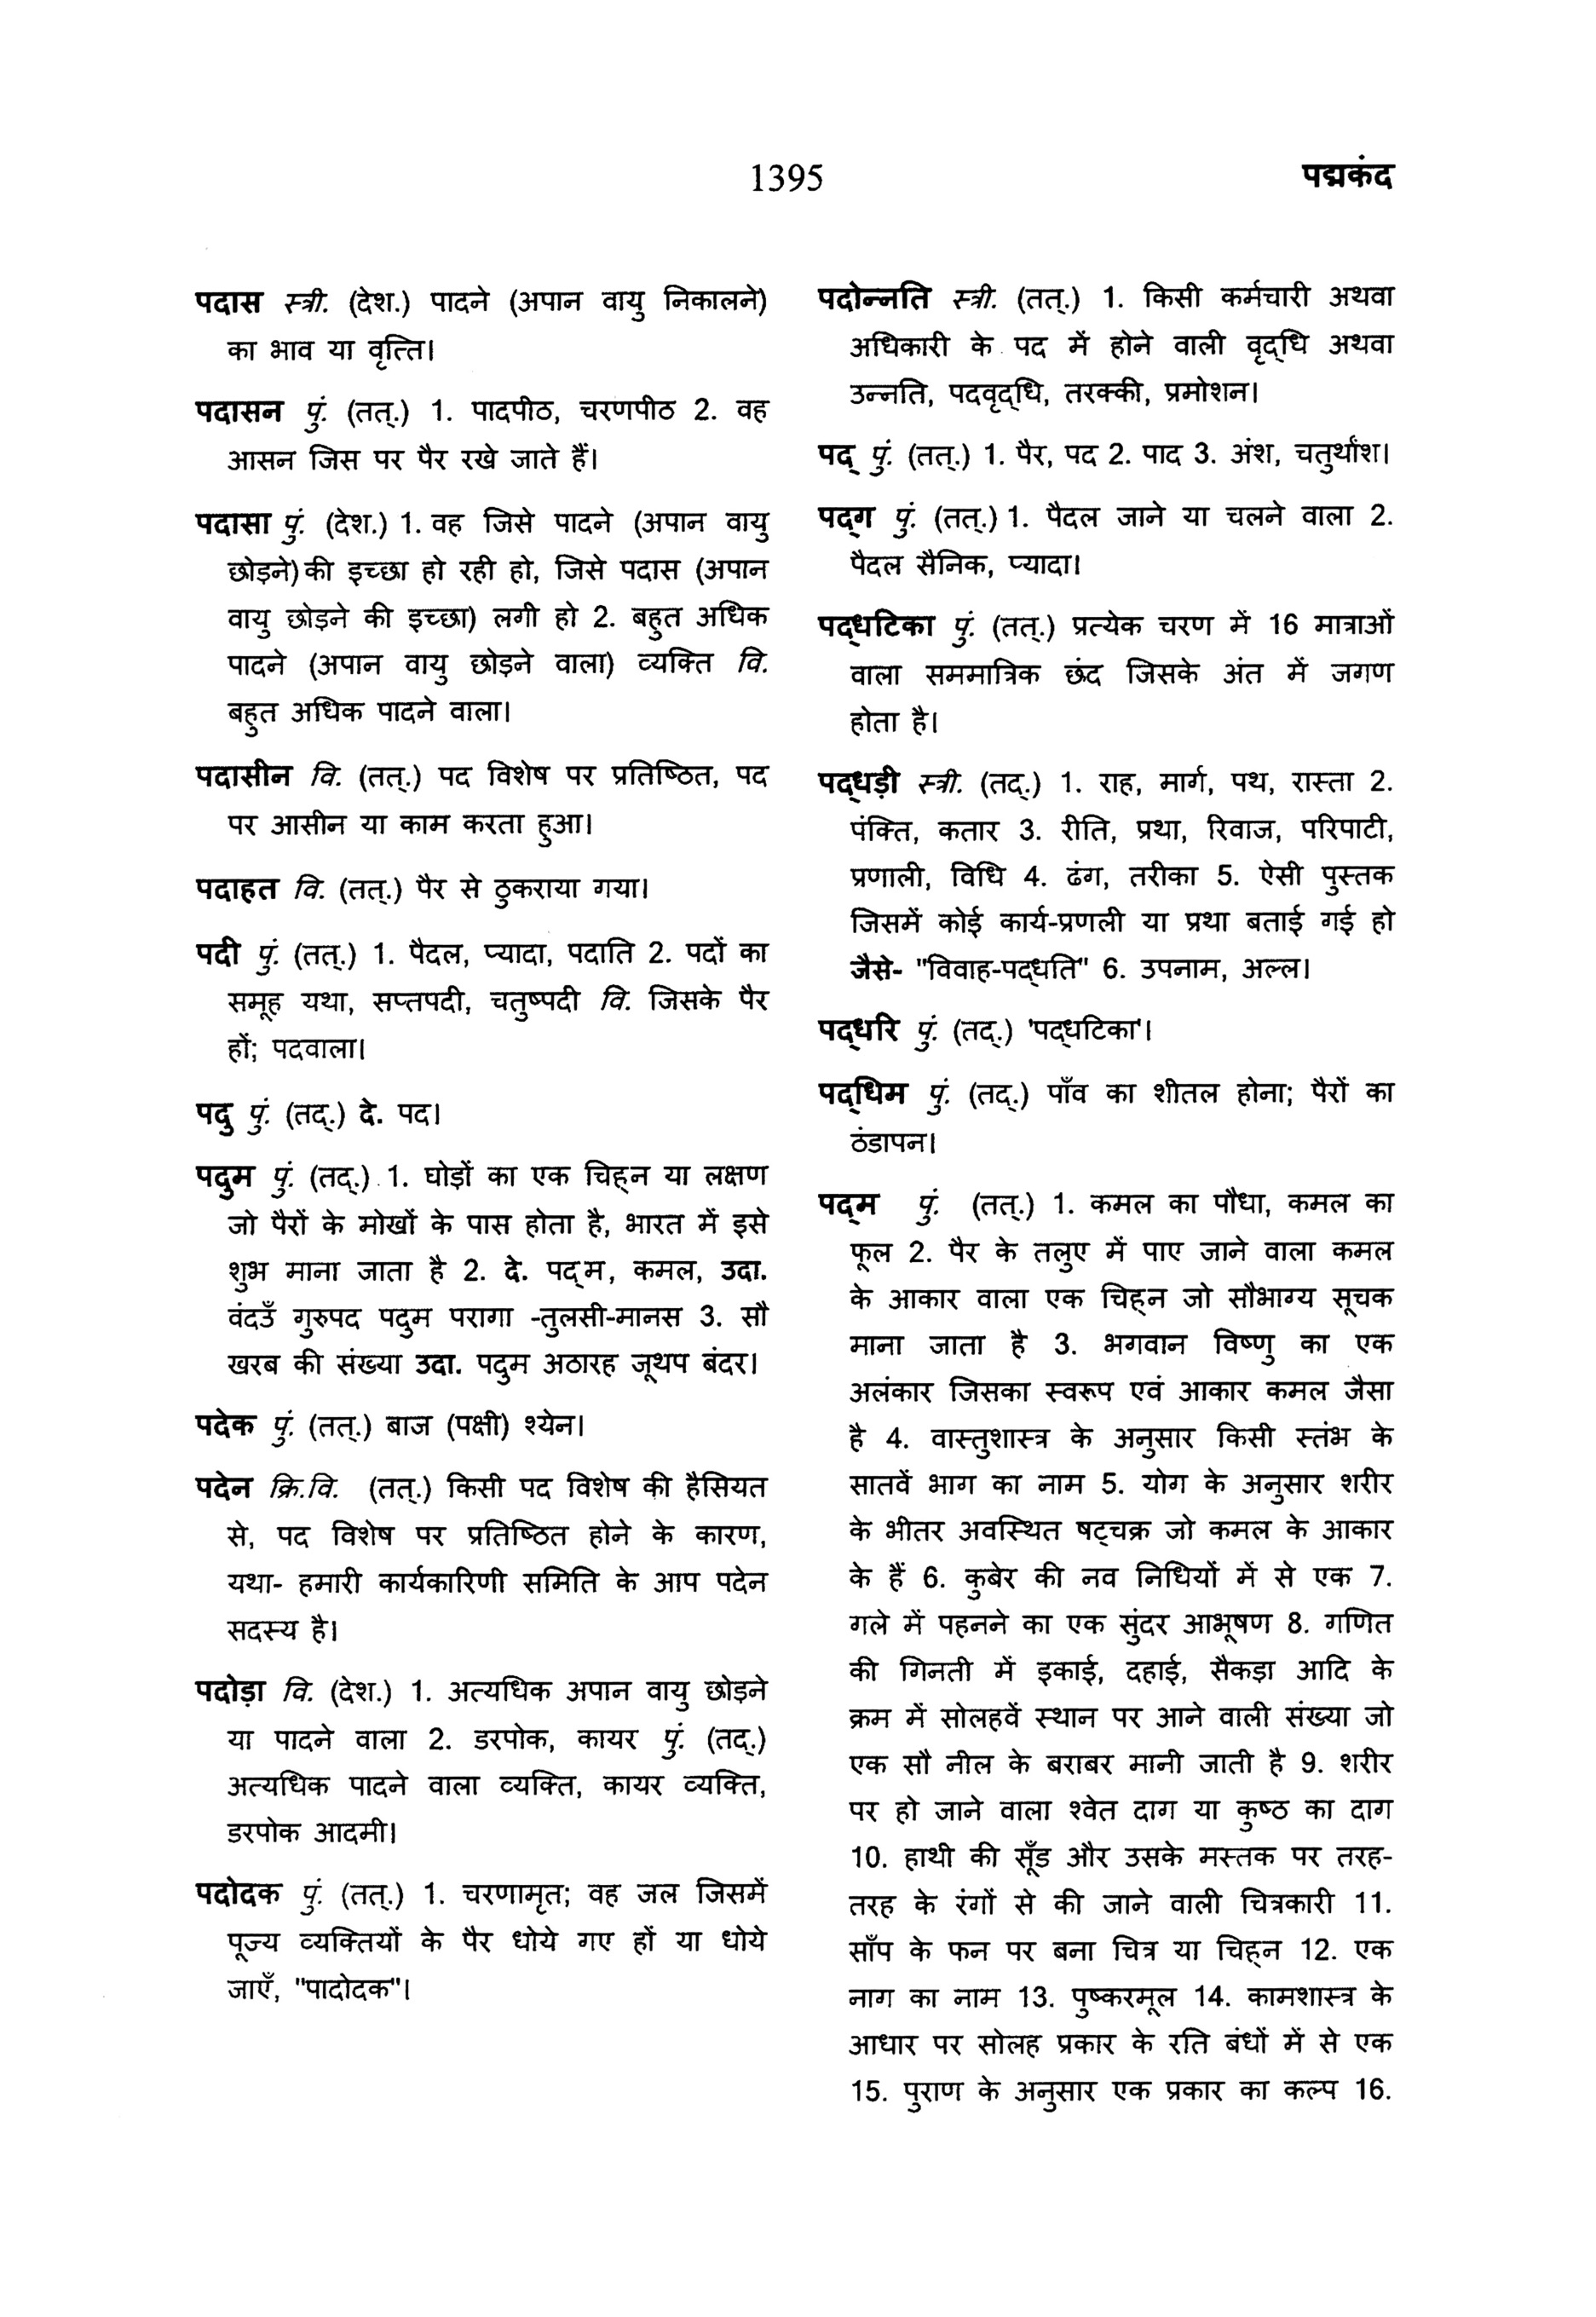 1395
पद्मकंद
पदास स्त्री. (देश.) पादने (अपान वायु निकालने)
का भाव या वृत्ति।
पदासन पुं. (तत्.) 1. पादपीठ, चरणपीठ 2. वह
आसन जिस पर पैर रखे जाते हैं।
पदासा पुं. (देश.) 1. वह जिसे पादने (अपान वायु
छोड़ने) की इच्छा हो रही हो, जिसे पदास (अपान
वायु छोड़ने की इच्छा) लगी हो 2. बहुत अधिक
पादने (अपान वायु छोड़ने वाला) व्यक्ति वि.
बहुत अधिक पादने वाला।
पदासीन वि. (तत्.) पद विशेष पर प्रतिष्ठित, पद
पर आसीन या काम करता हुआ।
पदाहत वि. (तत्.) पैर से ठुकराया गया।
पदी पुं. (तत्.) 1. पैदल, प्यादा, पदाति 2. पदों का
समूह यथा, सप्तपदी, चतुष्पदी वि. जिसके पैर
हों; पदवाला।
पदु पुं. (तद्.) दे. पद।
पदुम पुं. (तद्.) 1. घोड़ों का एक चिह्न या लक्षण
जो पैरों के मोखों के पास होता है, भारत में इसे
शुभ माना जाता है 2. दे. पद्म, कमल, उदा.
वंदउँ गुरुपद पदुम परागा -तुलसी-मानस 3. सौ
खरब की संख्या उदा. पदुम अठारह जूथप बंदर।
पदेक पुं. (तत्.) बाज (पक्षी) श्येन।
पदेन क्रि.वि. (तत्.) किसी पद विशेष की हैसियत
से, पद विशेष पर प्रतिष्ठित होने के कारण,
यथा- हमारी कार्यकारिणी समिति के आप पदेन
सदस्य है।
पदोड़ा वि. (देश.) 1. अत्यधिक अपान वायु छोड़ने
या पादने वाला 2. डरपोक, कायर पुं. (तद्.)
अत्यधिक पादने वाला व्यक्ति, कायर व्यक्ति,
डरपोक आदमी।
पदोदक पुं. (तत्.) 1. चरणामृत; वह जल जिसमें
पूज्य व्यक्तियों के पैर धोये गए हों या धोये
जाएँ, "पादोदक"।
पदोन्नति स्त्री. (तत्.) 1. किसी कर्मचारी अथवा
अधिकारी के पद में होने वाली वृद्‌धि अथवा
उन्नति, पदवृद्‌धि, तरक्की, प्रमोशन।
पद् पुं. (तत्.) 1. पैर, पद 2. पाद 3. अंश, चतुर्थांश।
पद्‌ग पुं. (तत्.) 1. पैदल जाने या चलने वाला 2.
पैदल सैनिक, प्यादा।
पद्‌धटिका पुं. (तत्.) प्रत्येक चरण में 16 मात्राओं
वाला सममात्रिक छंद जिसके अंत में जगण
होता है।
पद्‌धड़ी स्त्री. (तद्.) 1. राह, मार्ग, पथ, रास्ता 2.
पंक्ति, कतार 3. रीति, प्रथा, रिवाज, परिपाटी,
प्रणाली, विधि 4. ढंग, तरीका 5. ऐसी पुस्तक
जिसमें कोई कार्य-प्रणली या प्रथा बताई गई हो
जैसे- "विवाह-पद्‌धति" 6. उपनाम, अल्ल।
पद्‌धरि पुं. (तद्.) 'पद्‌धटिका'।
पद्‌धिम पुं. (तद्.) पाँव का शीतल होना; पैरों का
ठंडापन।
पद्‌म पुं. (तत्.) 1. कमल का पौधा, कमल का
फूल 2. पैर के तलुए में पाए जाने वाला कमल
के आकार वाला एक चिह्न जो सौभाग्य सूचक
माना जाता है 3. भगवान विष्णु का एक
अलंकार जिसका स्वरूप एवं आकार कमल जैसा
है 4. वास्तुशास्त्र के अनुसार किसी स्तंभ के
सातवें भाग का नाम 5. योग के अनुसार शरीर
के भीतर अवस्थित षट्चक्र जो कमल के आकार
के हैं 6. कुबेर की नव निधियों में से एक 7.
गले में पहनने का एक सुंदर आभूषण 8. गणित
की गिनती में इकाई, दहाई, सैकड़ा आदि के
क्रम में सोलहवें स्थान पर आने वाली संख्या जो
एक सौ नील के बराबर मानी जाती है 9. शरीर
पर हो जाने वाला श्वेत दाग या कुष्ठ का दाग
10. हाथी की सूँड और उसके मस्तक पर तरह-
तरह के रंगों से की जाने वाली चित्रकारी 11.
साँप के फन पर बना चित्र या चिह्न 12. एक
नाग का नाम 13. पुष्करमूल 14. कामशास्त्र के
आधार पर सोलह प्रकार के रति बंधों में से एक
15. पुराण के अनुसार एक प्रकार का कल्प 16.